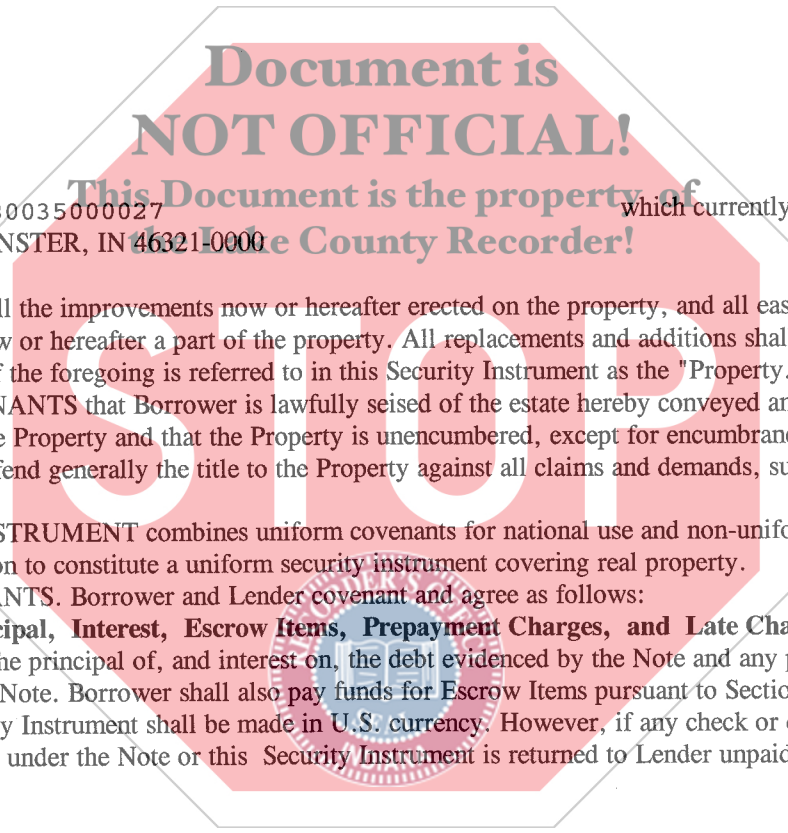 Document is
NOT OFFICIAL!
This Document is the property of
the Lake County Recorder!
0035000027 which currently
NSTER, IN 46321-0000
ll the improvements now or hereafter erected on the property, and all eas
w or hereafter a part of the property. All replacements and additions shal
f the foregoing is referred to in this Security Instrument as the "Property.
NANTS that Borrower is lawfully seised of the estate hereby conveyed an
e Property and that the Property is unencumbered, except for encumbranc
fend generally the title to the Property against all claims and demands, su
STOP
STRUMENT combines uniform covenants for national use and non-unifo
on to constitute a uniform security instrument covering real property.
ANTS. Borrower and Lender covenant and agree as follows:
cipal, Interest, Escrow Items, Prepayment Charges, and Late Cha
he principal of, and interest on, the debt evidenced by the Note and any p
Note. Borrower shall also pay funds for Escrow Items pursuant to Sectio
y Instrument shall be made in U.S. currency. However, if any check or
under the Note or this Security Instrument is returned to Lender unpaid
SEAL
INDIANA